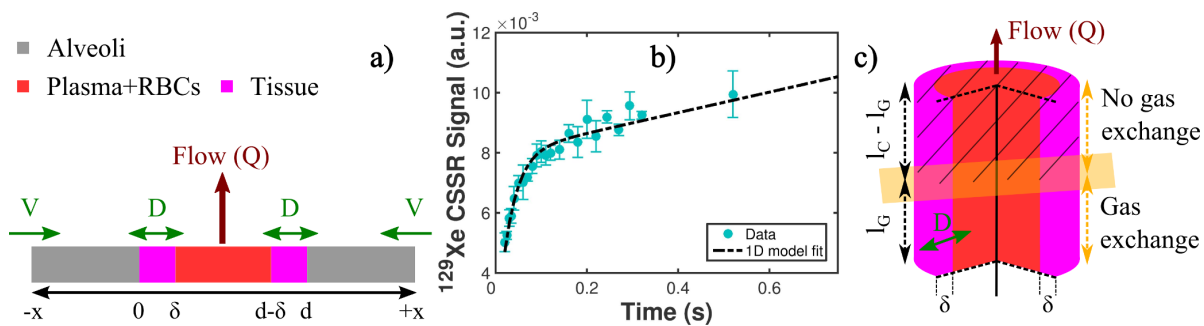 a)
Alveoli
Plasma+RBCs
Tissue
Flow (Q)
V
D
D
V
-x
0
δ
d-δ
d
+x
×10⁻³
b)
12
10
8
6
4
¹²⁹Xe CSSR Signal (a.u.)
Data
1D model fit
0
0.2
0.4
0.6
Time (s)
c)
Flow (Q)
l_C - l_G
l_G
No gas
exchange
Gas
exchange
D
δ
δ